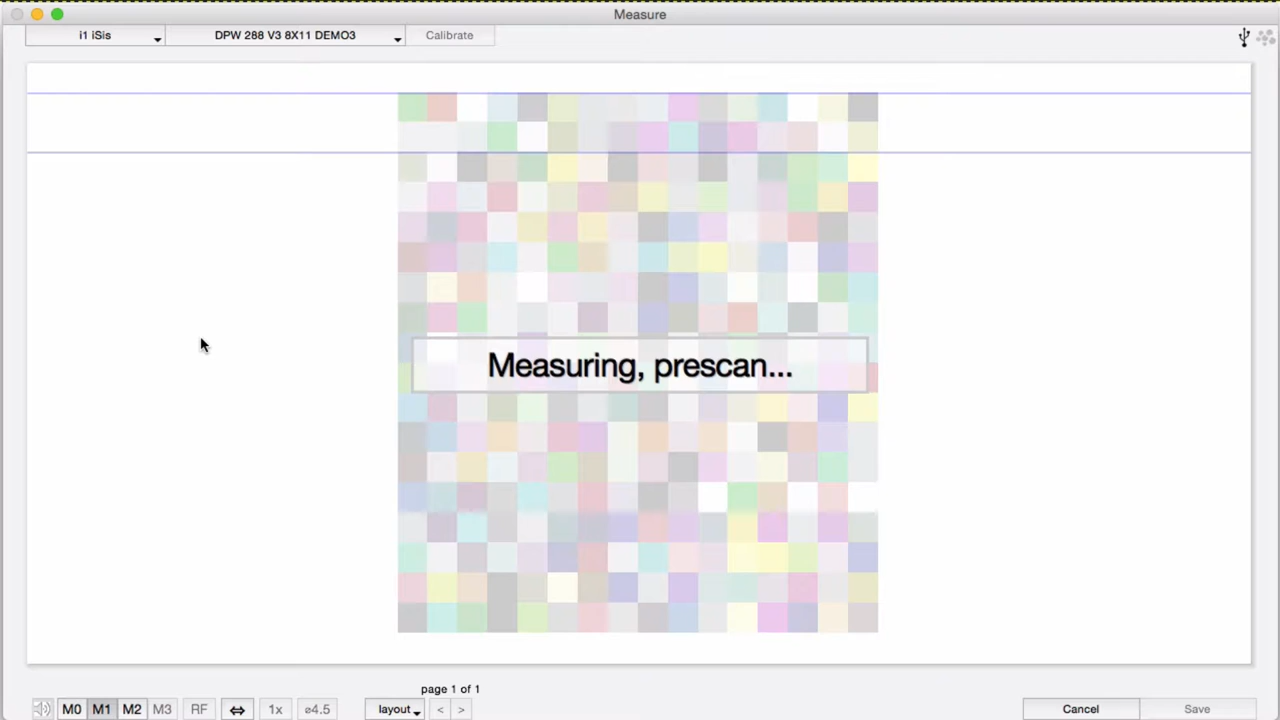 Measure
i1 iSis
DPW 288 V3 8X11 DEMO3
Calibrate
Measuring, prescan...
page 1 of 1
M0 M1 M2 M3 RF 1x ⌀4.5 layout < > Cancel Save